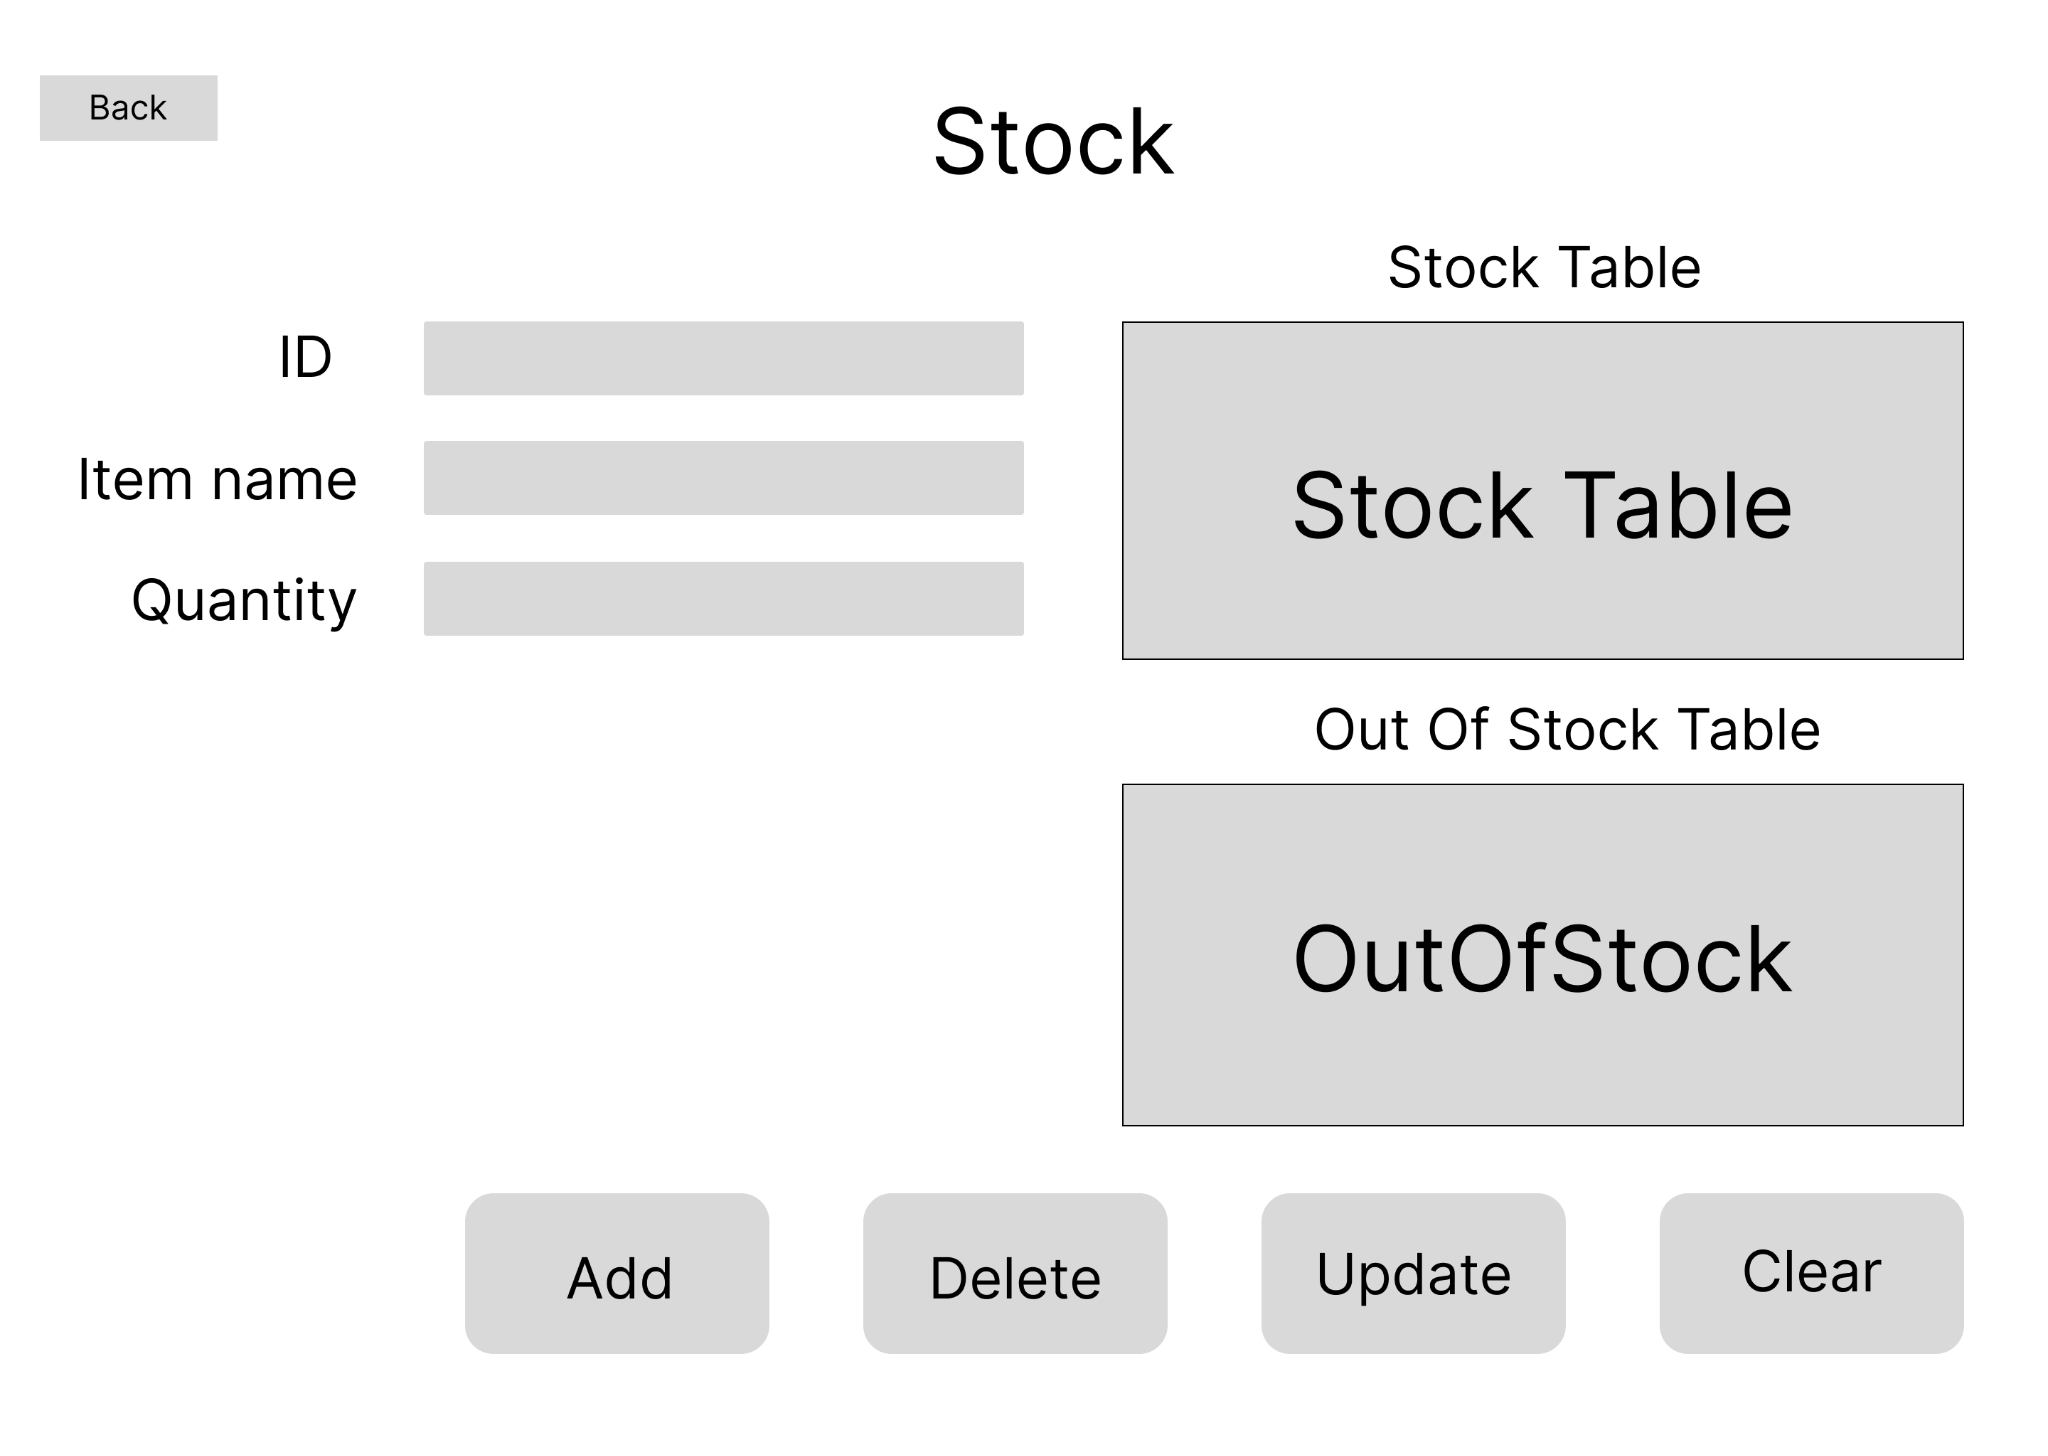 Back
Stock
Stock Table
ID
Item name
Quantity
Stock Table
Out Of Stock Table
OutOfStock
Add
Delete
Update
Clear